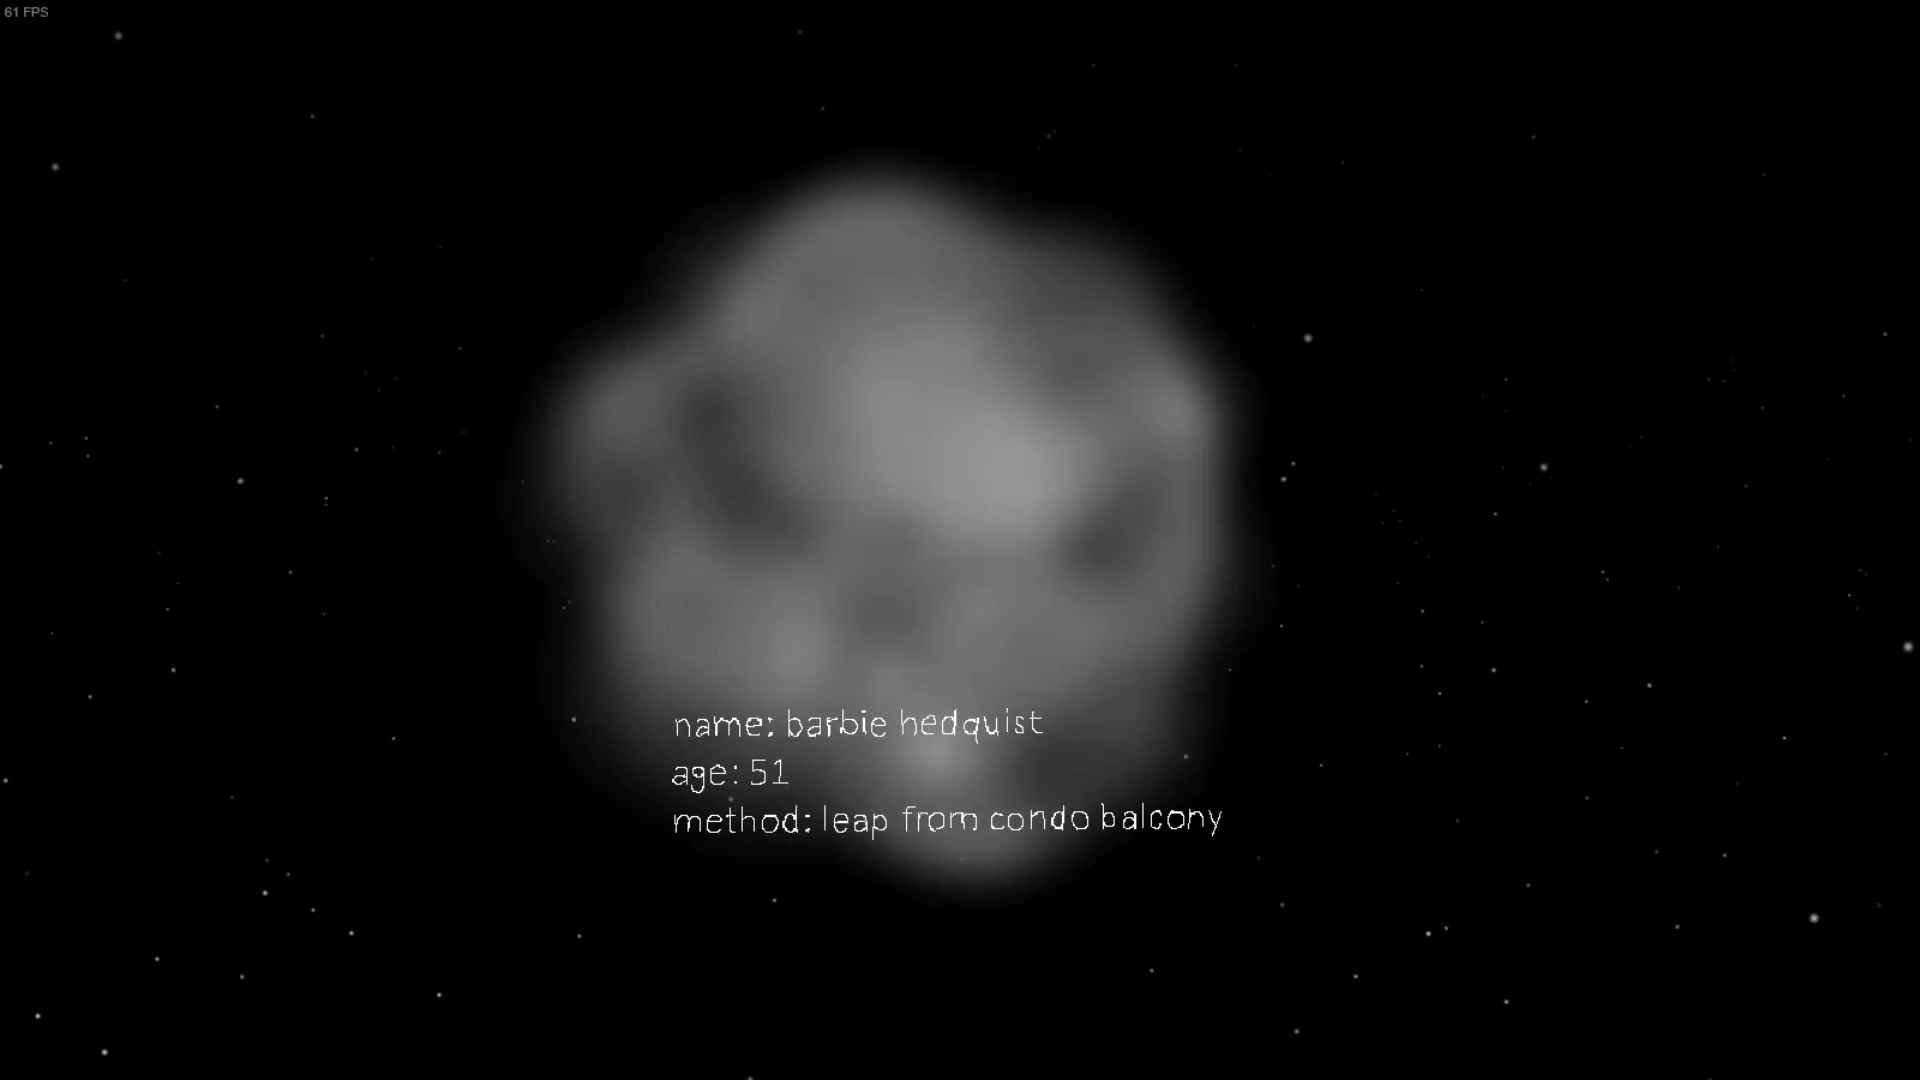 61 FPS
name: barbie hedquist
age: 51
method: leap from condo balcony